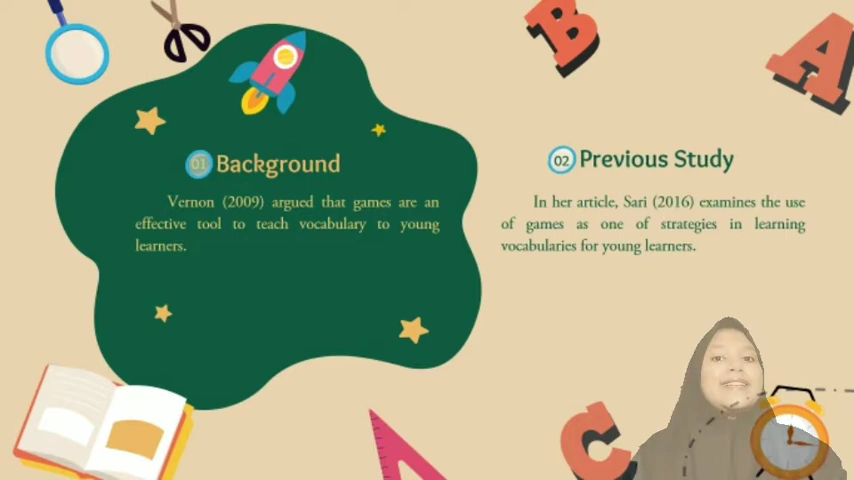 01 Background
Vernon (2009) argued that games are an
effective tool to teach vocabulary to young
learners.
02 Previous Study
In her article, Sari (2016) examines the use
of games as one of strategies in learning
vocabularies for young learners.
B
A
C